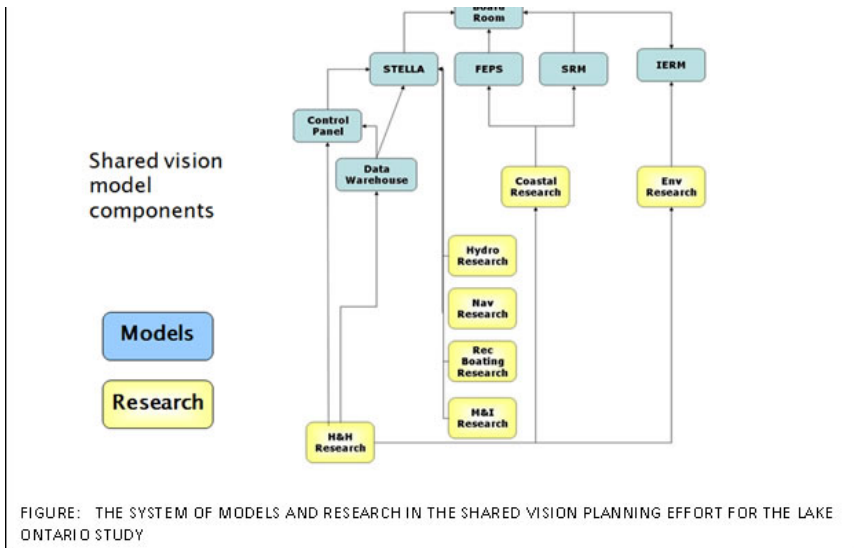 Board
Room
STELLA
FEPS
SRM
IERM
Control
Panel
Data
Warehouse
Shared vision
model
components
Coastal
Research
Env
Research
Hydro
Research
Nav
Research
Rec
Boating
Research
M&I
Research
H&H
Research
Models
Research
FIGURE: THE SYSTEM OF MODELS AND RESEARCH IN THE SHARED VISION PLANNING EFFORT FOR THE LAKE
ONTARIO STUDY